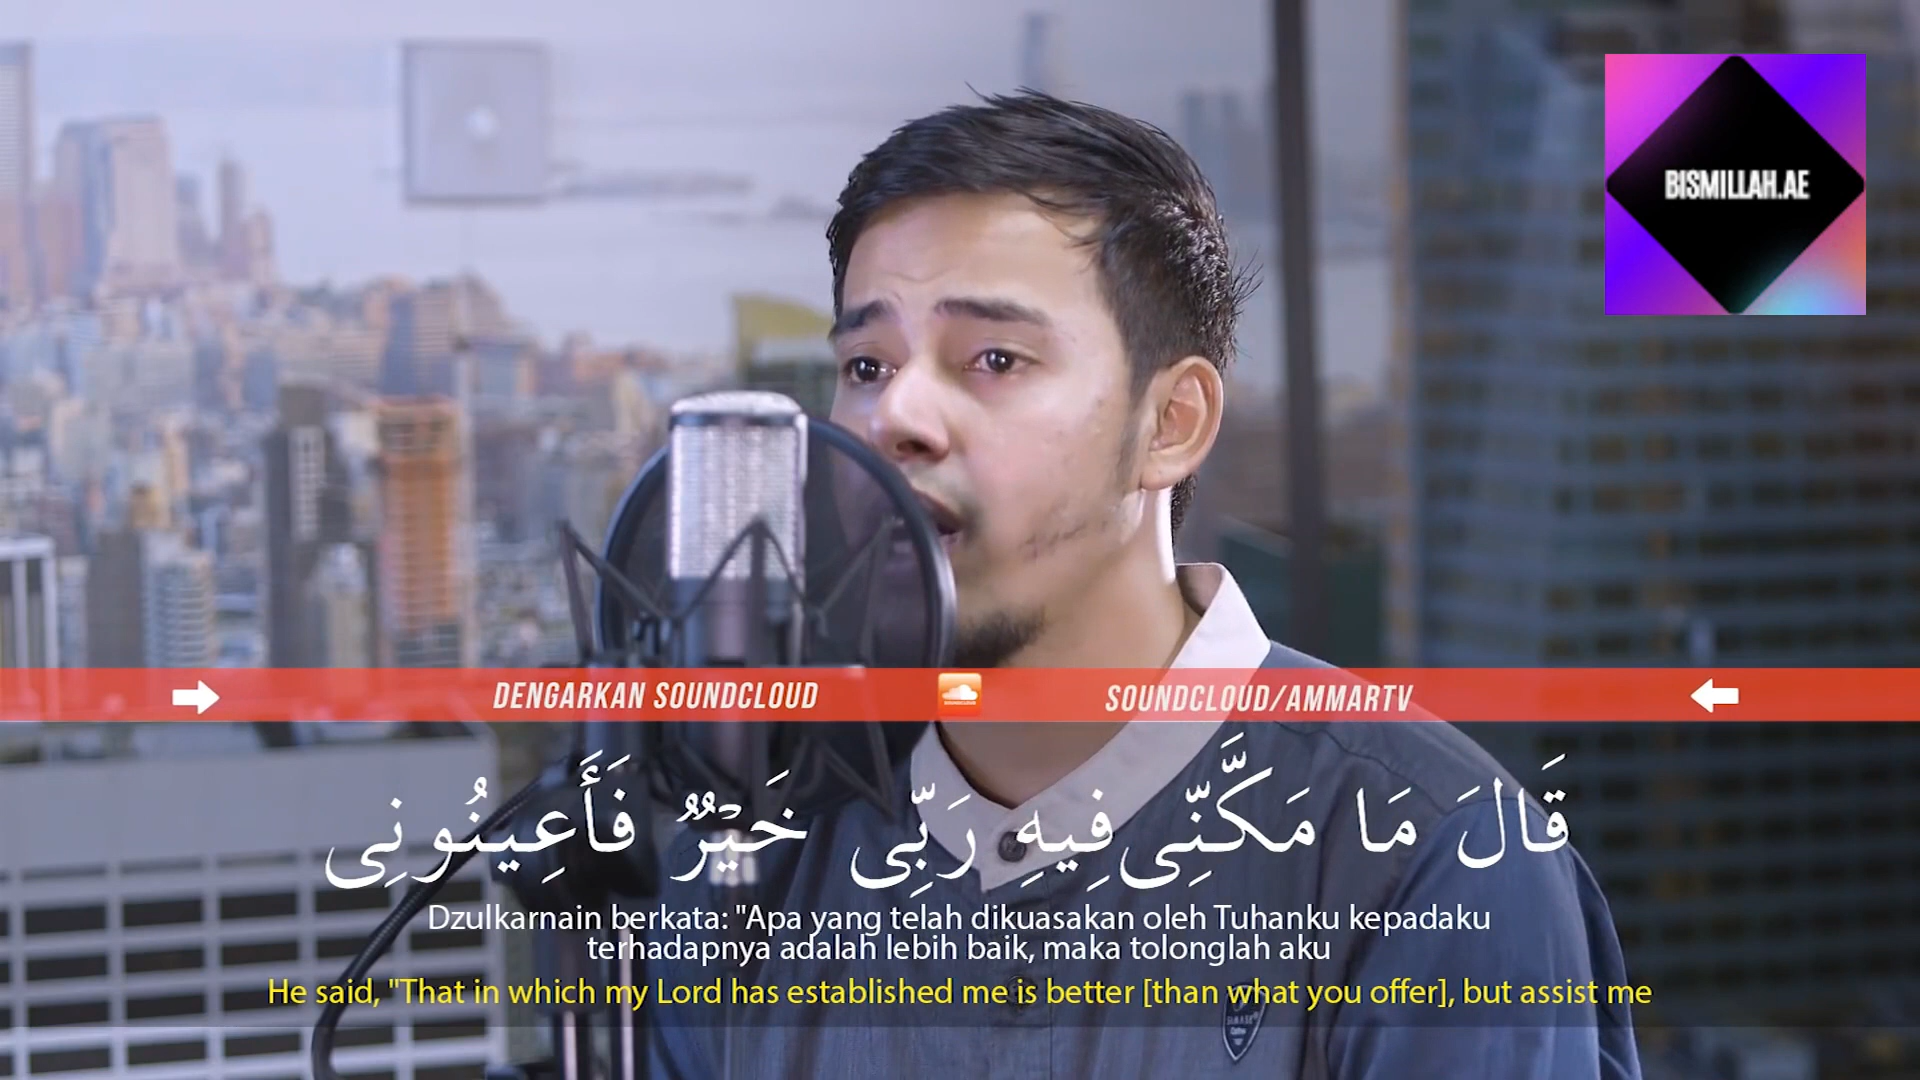 BISMILLAH.AE
DENGARKAN SOUNDCLOUD
SOUNDCLOUD/AMMARTV
قَالَ مَا مَكَّنِّى فِيهِ رَبِّى خَيْرٌ فَأَعِينُونِى
Dzulkarnain berkata: "Apa yang telah dikuasakan oleh Tuhanku kepadaku
terhadapnya adalah lebih baik, maka tolonglah aku
He said, "That in which my Lord has established me is better [than what you offer], but assist me